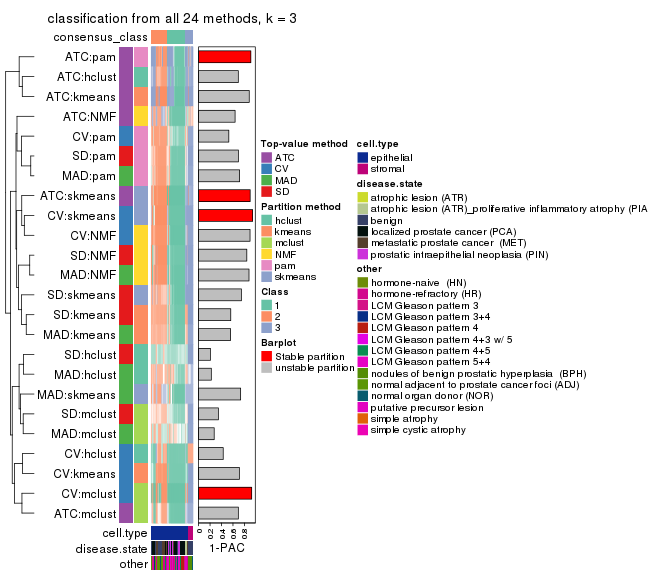 classification from all 24 methods, k = 3
consensus_class
ATC:pam
ATC:hclust
ATC:kmeans
ATC:NMF
CV:pam
SD:pam
MAD:pam
ATC:skmeans
CV:skmeans
CV:NMF
SD:NMF
MAD:NMF
SD:skmeans
SD:kmeans
MAD:kmeans
SD:hclust
MAD:hclust
MAD:skmeans
SD:mclust
MAD:mclust
CV:hclust
CV:kmeans
CV:mclust
ATC:mclust
cell.type
disease.state
other
0 0.2 0.4 0.6 0.8
1-PAC
Top-value method
ATC
CV
MAD
SD
Partition method
hclust
kmeans
mclust
NMF
pam
skmeans
Class
1
2
3
Barplot
Stable partition
unstable partition
cell.type
epithelial
stromal
disease.state
atrophic lesion (ATR)
atrophic lesion (ATR)_proliferative inflammatory atrophy (PIA
benign
localized prostate cancer (PCA)
metastatic prostate cancer (MET)
prostatic intraepithelial neoplasia (PIN)
other
hormone-naive (HN)
hormone-refractory (HR)
LCM Gleason pattern 3
LCM Gleason pattern 3+4
LCM Gleason pattern 4
LCM Gleason pattern 4+3 w/ 5
LCM Gleason pattern 4+5
LCM Gleason pattern 5+4
nodules of benign prostatic hyperplasia (BPH)
normal adjacent to prostate cancer foci (ADJ)
normal organ donor (NOR)
putative precursor lesion
simple atrophy
simple cystic atrophy